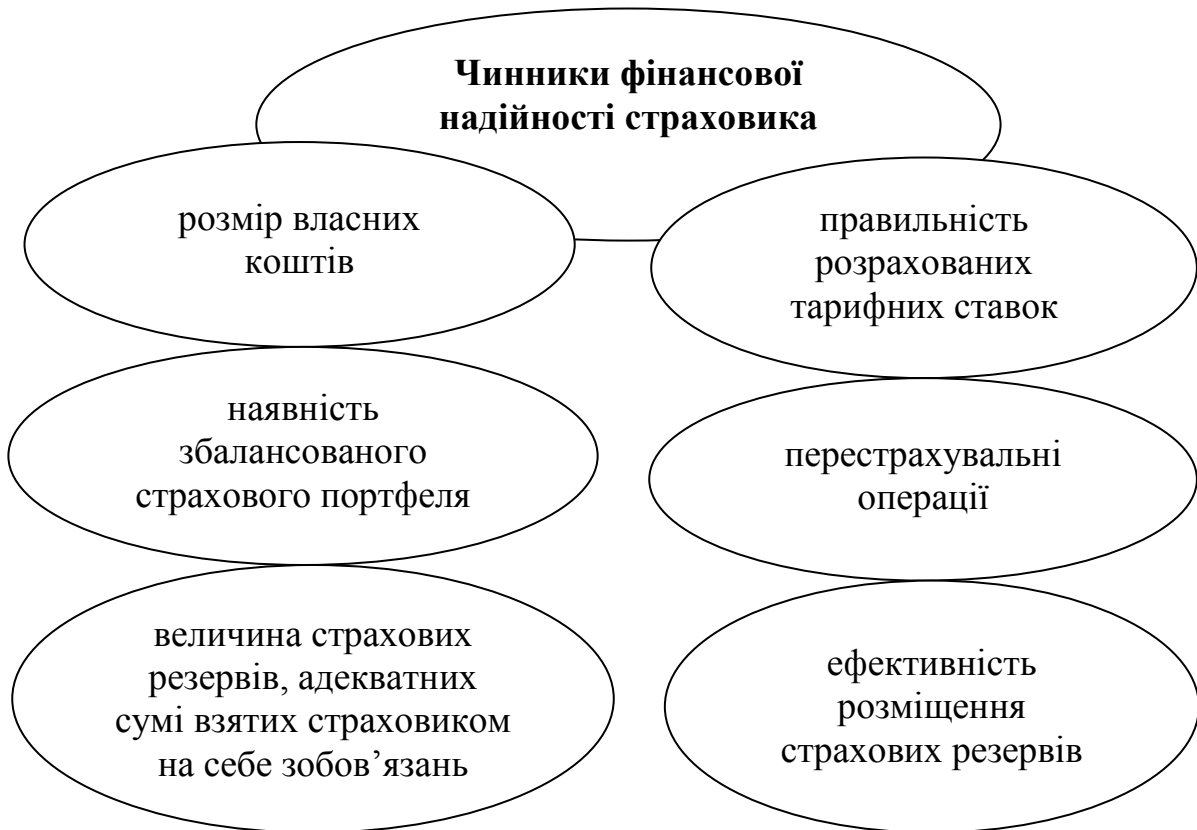 Чинники фінансової
надійності страховика
розмір власних
коштів
правильність
розрахованих
тарифних ставок
наявність
збалансованого
страхового портфеля
перестрахувальні
операції
величина страхових
резервів, адекватних
сумі взятих страховиком
на себе зобов’язань
ефективність
розміщення
страхових резервів